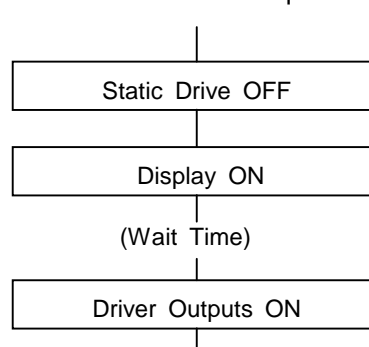 Static Drive OFF
Display ON
(Wait Time)
Driver Outputs ON